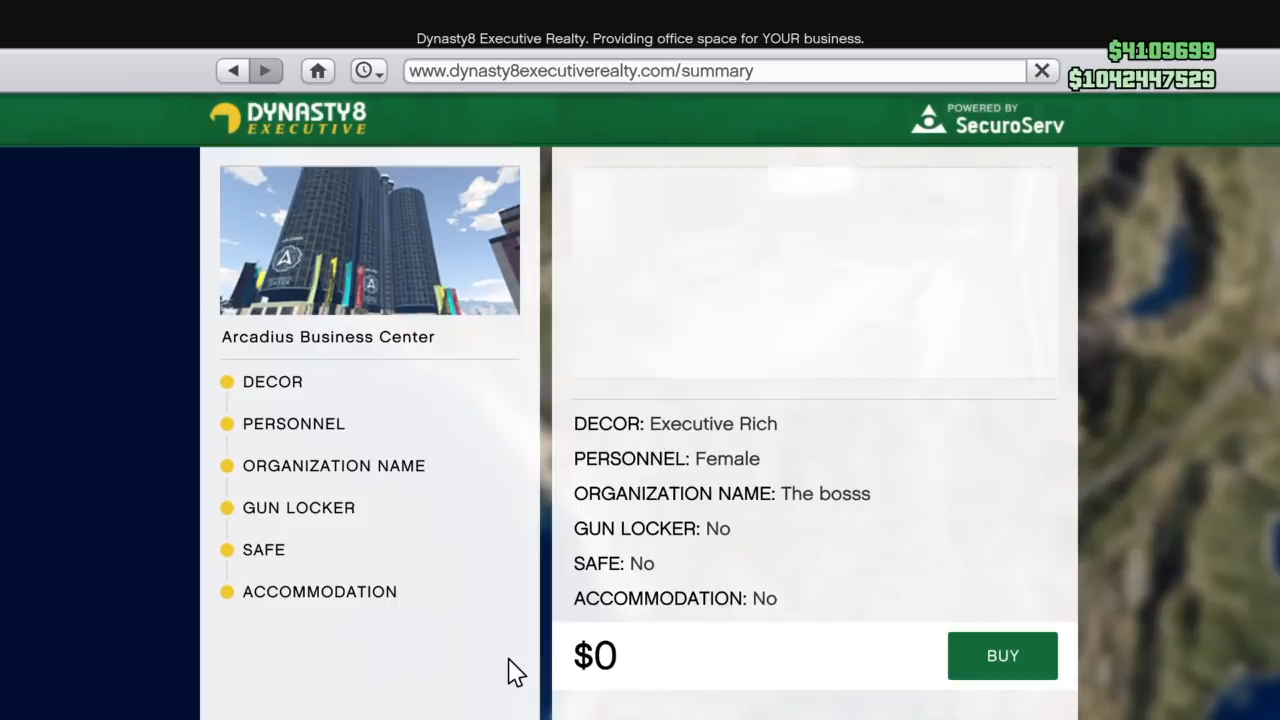 Dynasty8 Executive Realty. Providing office space for YOUR business.
$4109699
www.dynasty8executiverealty.com/summary
$1042447529
DYNASTY8
EXECUTIVE
POWERED BY
SecuroServ
A
Arcadius Business Center
DECOR
PERSONNEL
ORGANIZATION NAME
GUN LOCKER
SAFE
ACCOMMODATION
DECOR: Executive Rich
PERSONNEL: Female
ORGANIZATION NAME: The bosss
GUN LOCKER: No
SAFE: No
ACCOMMODATION: No
$0
BUY